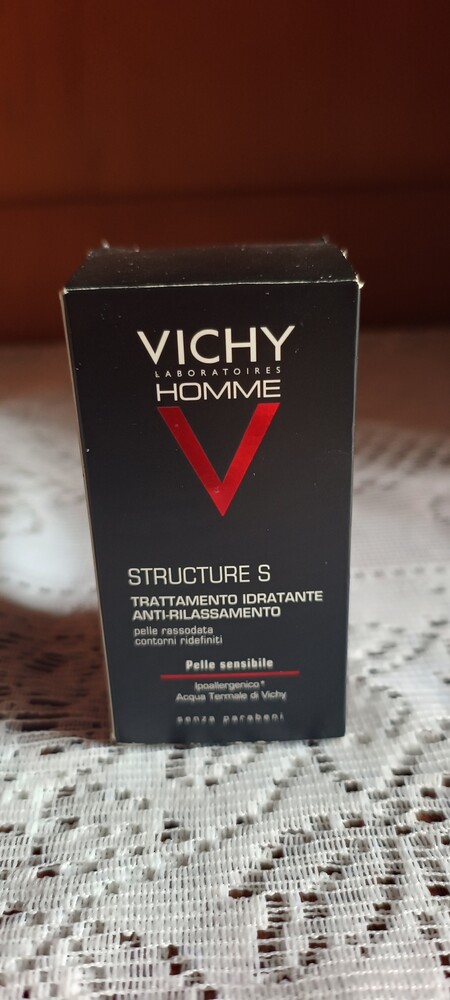 VICHY
LABORATOIRES
HOMME
V
STRUCTURE S
TRATTAMENTO IDRATANTE
ANTI-RILASSAMENTO
pelle rassodata
contorni ridefiniti
Pelle sensibile
Ipoallergenico*
Acqua Termale di Vichy
senza parabeni